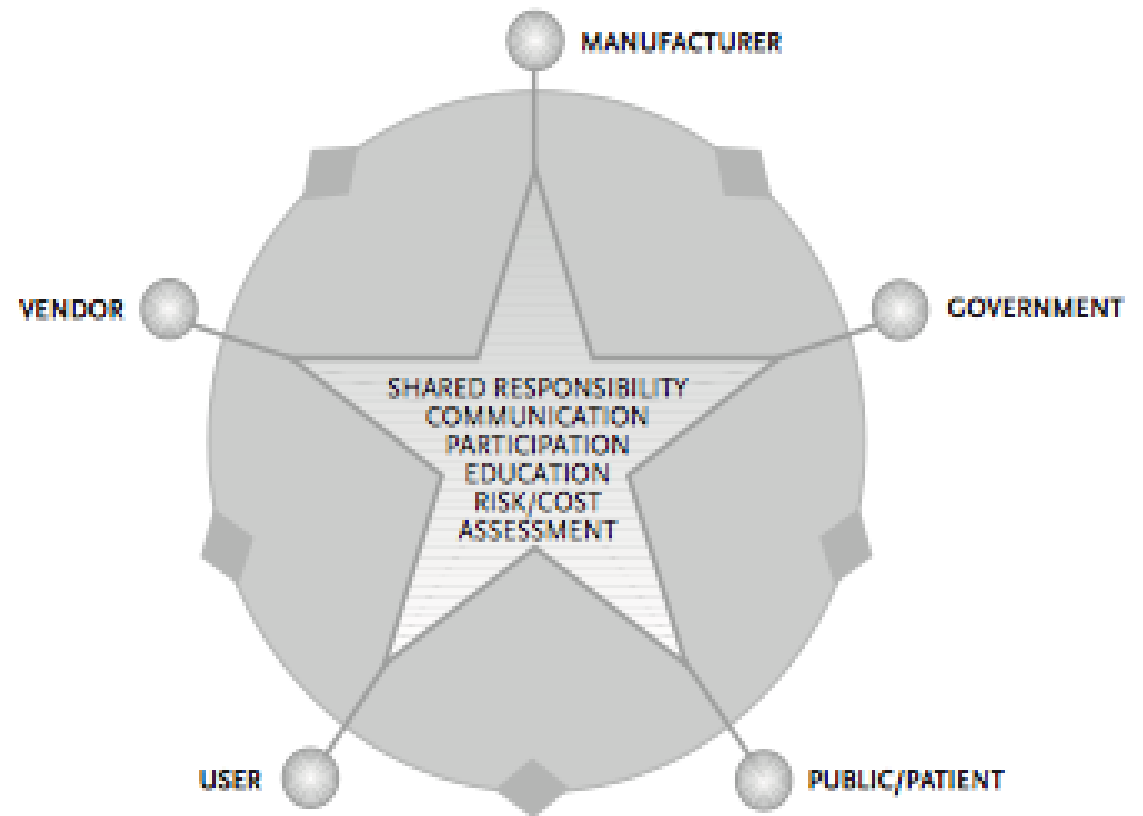 MANUFACTURER
VENDOR
GOVERNMENT
SHARED RESPONSIBILITY
COMMUNICATION
PARTICIPATION
EDUCATION
RISK/COST
ASSESSMENT
USER
PUBLIC/PATIENT